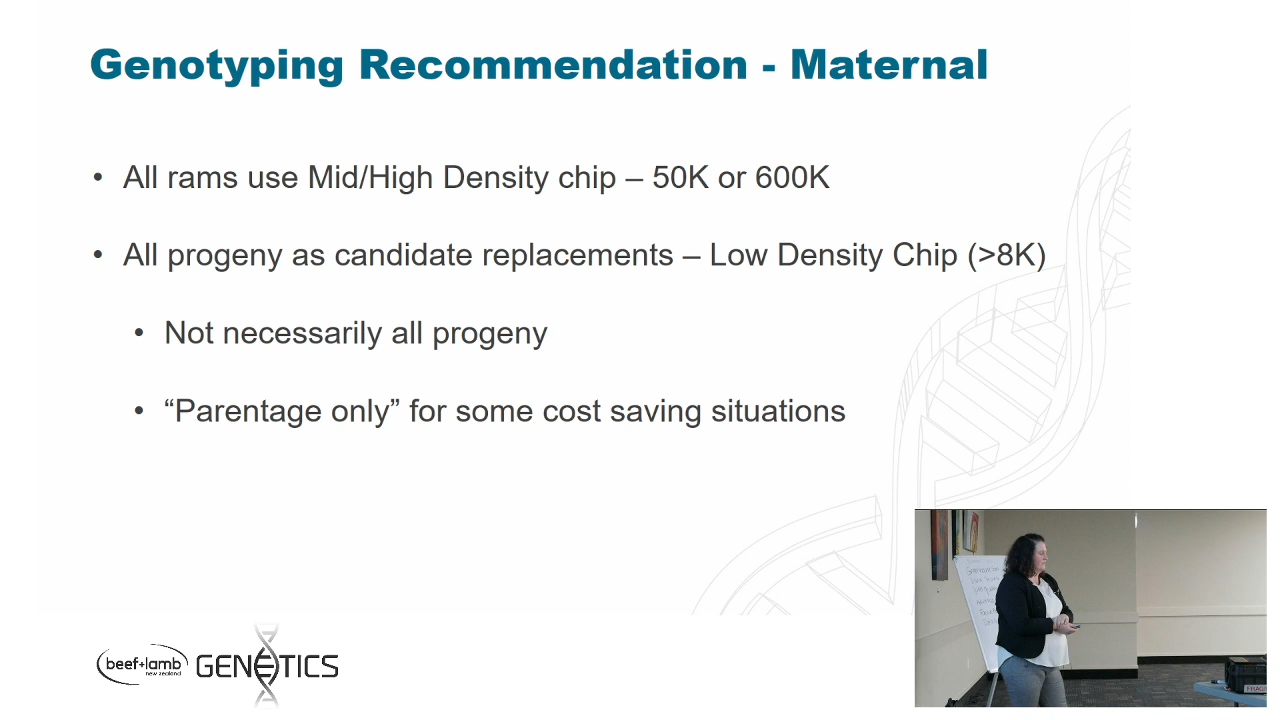 Genotyping Recommendation - Maternal
• All rams use Mid/High Density chip – 50K or 600K
• All progeny as candidate replacements – Low Density Chip (>8K)
• Not necessarily all progeny
• “Parentage only” for some cost saving situations
beef+lamb
new zealand
GENETICS